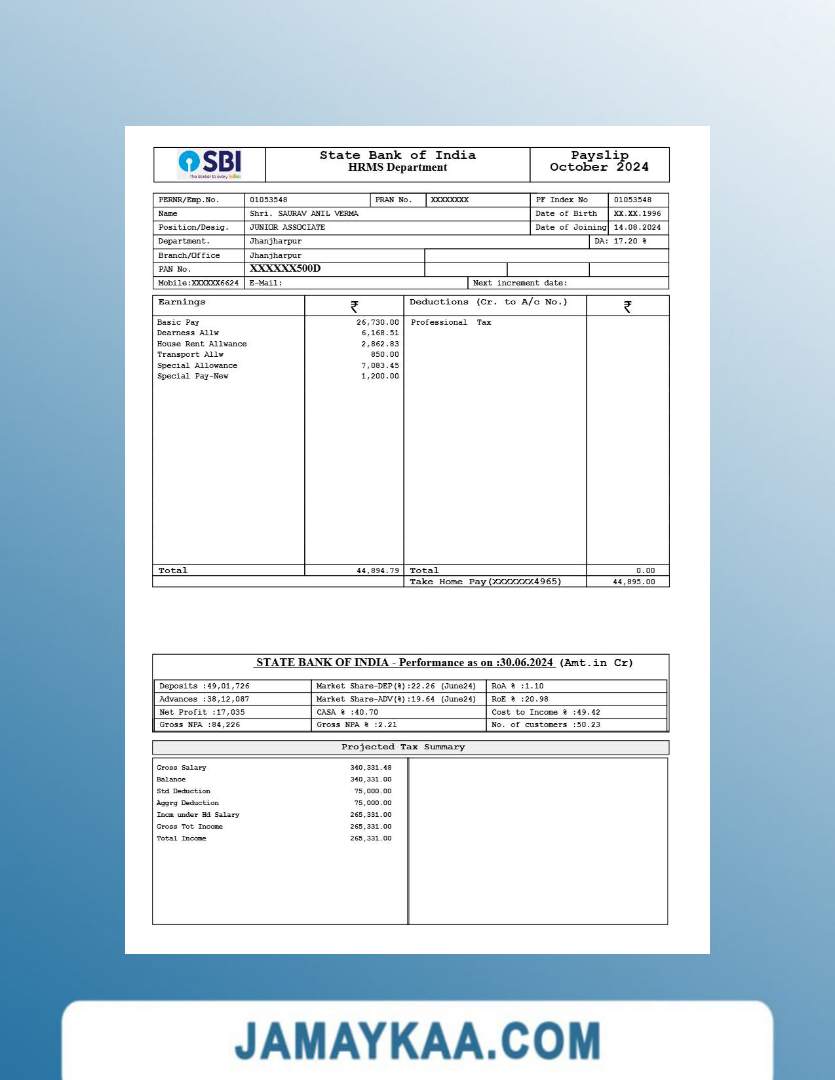 SBI
The banker to every Indian
State Bank of India
HRMS Department
Payslip
October 2024
PERNR/Emp.No. 01053548 PRAN No. XXXXXXXX PF Index No 01053548
Name Shri. SAURAV ANIL VERMA Date of Birth XX.XX.1996
Position/Desig. JUNIOR ASSOCIATE Date of Joining 14.08.2024
Department. Jhanjharpur DA: 17.20 %
Branch/Office Jhanjharpur
PAN No. XXXXXX500D
Mobile:XXXXXX6624 E-Mail: Next increment date:
Earnings ₹ Deductions (Cr. to A/c No.) ₹
Basic Pay 26,730.00 Professional Tax
Dearness Allw 6,168.51
House Rent Allwance 2,862.83
Transport Allw 850.00
Special Allowance 7,083.45
Special Pay-New 1,200.00
Total 44,894.79 Total 0.00
Take Home Pay(XXXXXXX4965) 44,895.00
STATE BANK OF INDIA - Performance as on :30.06.2024 (Amt.in Cr)
Deposits :49,01,726 Market Share-DEP(%):22.26 (June24) RoA % :1.10
Advances :38,12,087 Market Share-ADV(%):19.64 (June24) RoE % :20.98
Net Profit :17,035 CASA % :40.70 Cost to Income % :49.42
Gross NPA :84,226 Gross NPA % :2.21 No. of customers :50.23
Projected Tax Summary
Gross Salary 340,331.48
Balance 340,331.00
Std Deduction 75,000.00
Aggrg Deduction 75,000.00
Incm under Hd Salary 265,331.00
Gross Tot Income 265,331.00
Total Income 265,331.00
JAMAYKAA.COM